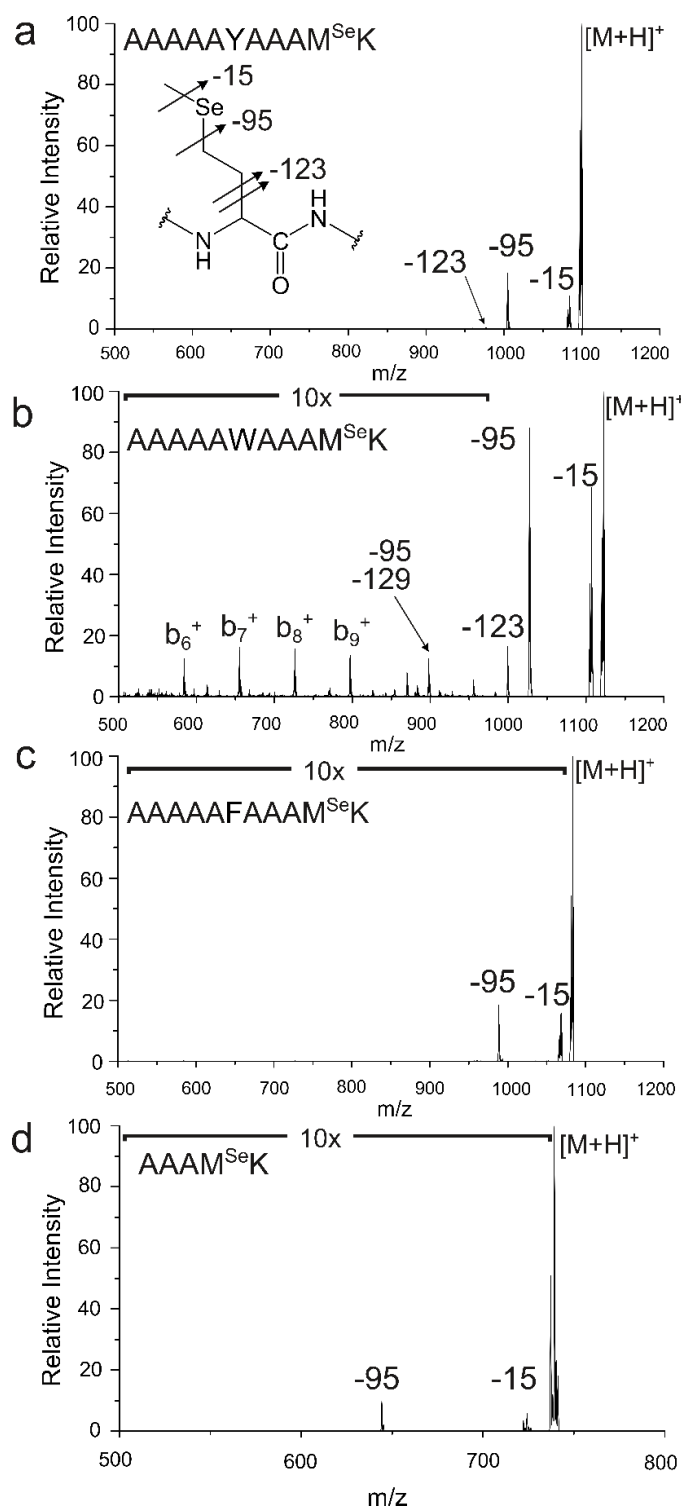 a
AAAAAYAAAM^SeK
[M+H]+
-15
Se
-95
-123
H
N
N
H
C
O
-123
-95
-15
Relative Intensity
100
80
60
40
20
0
500 600 700 800 900 1000 1100 1200
m/z
b
10x
[M+H]+
AAAAAWAAAM^SeK
-95
-15
-95
-129
-123
b6+ b7+ b8+ b9+
Relative Intensity
100
80
60
40
20
0
500 600 700 800 900 1000 1100 1200
m/z
c
10x
[M+H]+
AAAAAFAAAM^SeK
-95
-15
Relative Intensity
100
80
60
40
20
0
500 600 700 800 900 1000 1100 1200
m/z
d
10x
[M+H]+
AAAM^SeK
-95
-15
Relative Intensity
100
80
60
40
20
0
500 600 700 800
m/z